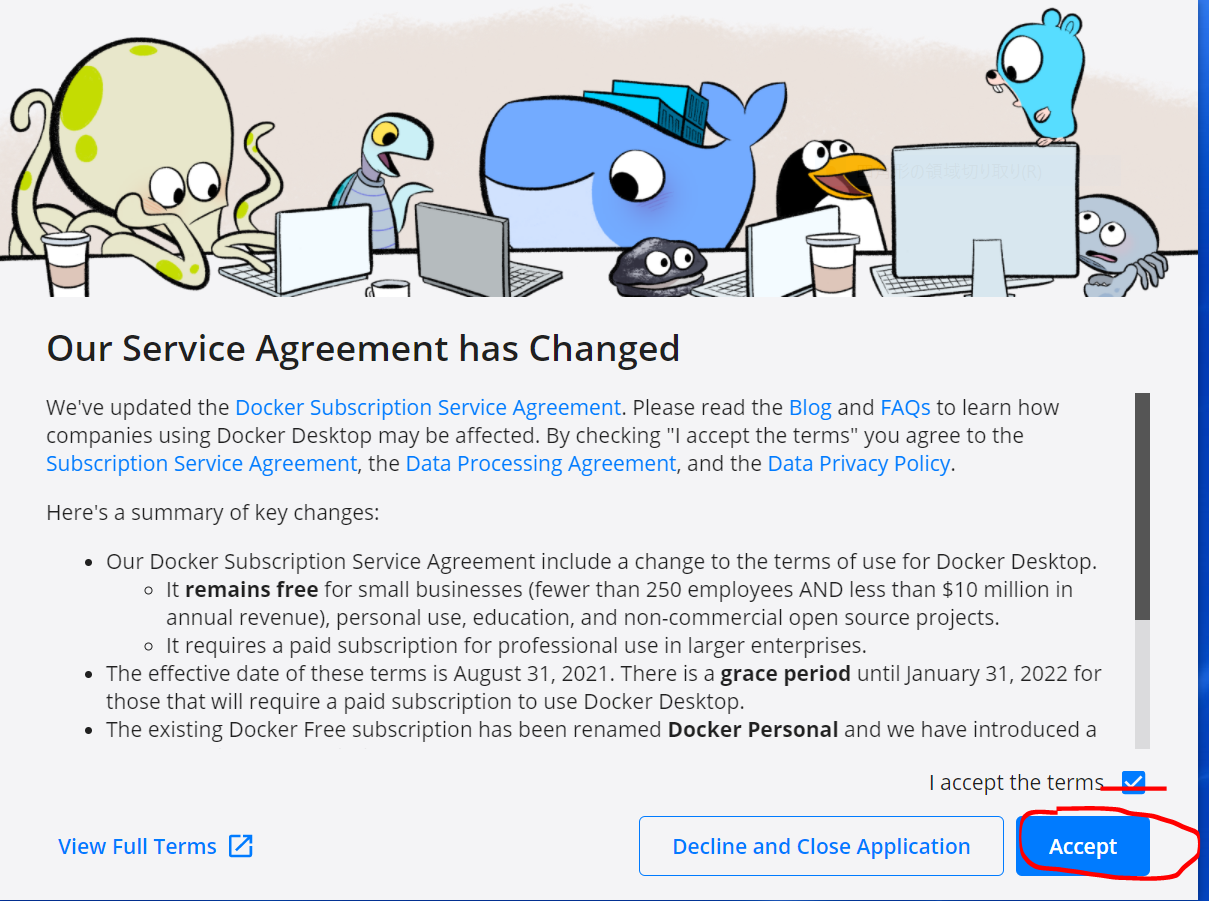 Our Service Agreement has Changed
We've updated the Docker Subscription Service Agreement. Please read the Blog and FAQs to learn how
companies using Docker Desktop may be affected. By checking "I accept the terms" you agree to the
Subscription Service Agreement, the Data Processing Agreement, and the Data Privacy Policy.
Here's a summary of key changes:
• Our Docker Subscription Service Agreement include a change to the terms of use for Docker Desktop.
◦ It remains free for small businesses (fewer than 250 employees AND less than $10 million in
annual revenue), personal use, education, and non-commercial open source projects.
◦ It requires a paid subscription for professional use in larger enterprises.
• The effective date of these terms is August 31, 2021. There is a grace period until January 31, 2022 for
those that will require a paid subscription to use Docker Desktop.
• The existing Docker Free subscription has been renamed Docker Personal and we have introduced a
I accept the terms
View Full Terms
Decline and Close Application
Accept